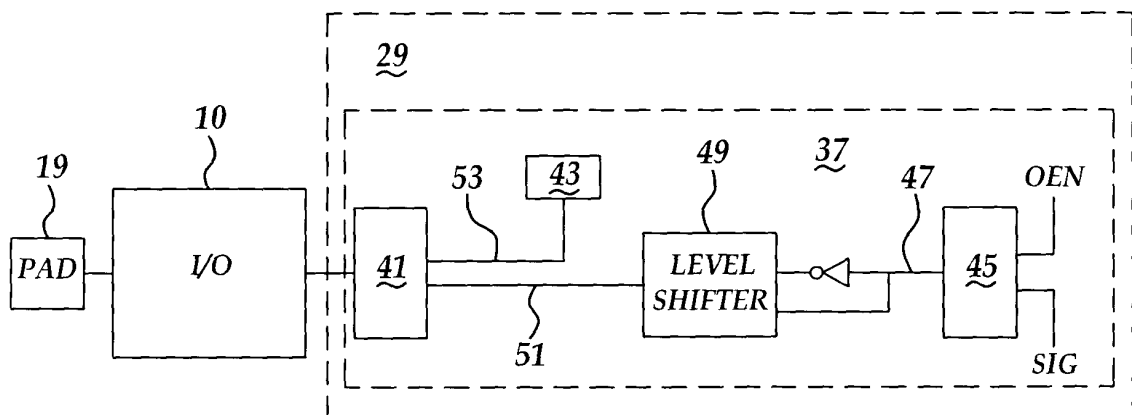 29
10
37
49
19
43
47
OEN
53
PAD
I/O
41
LEVEL
SHIFTER
45
51
SIG